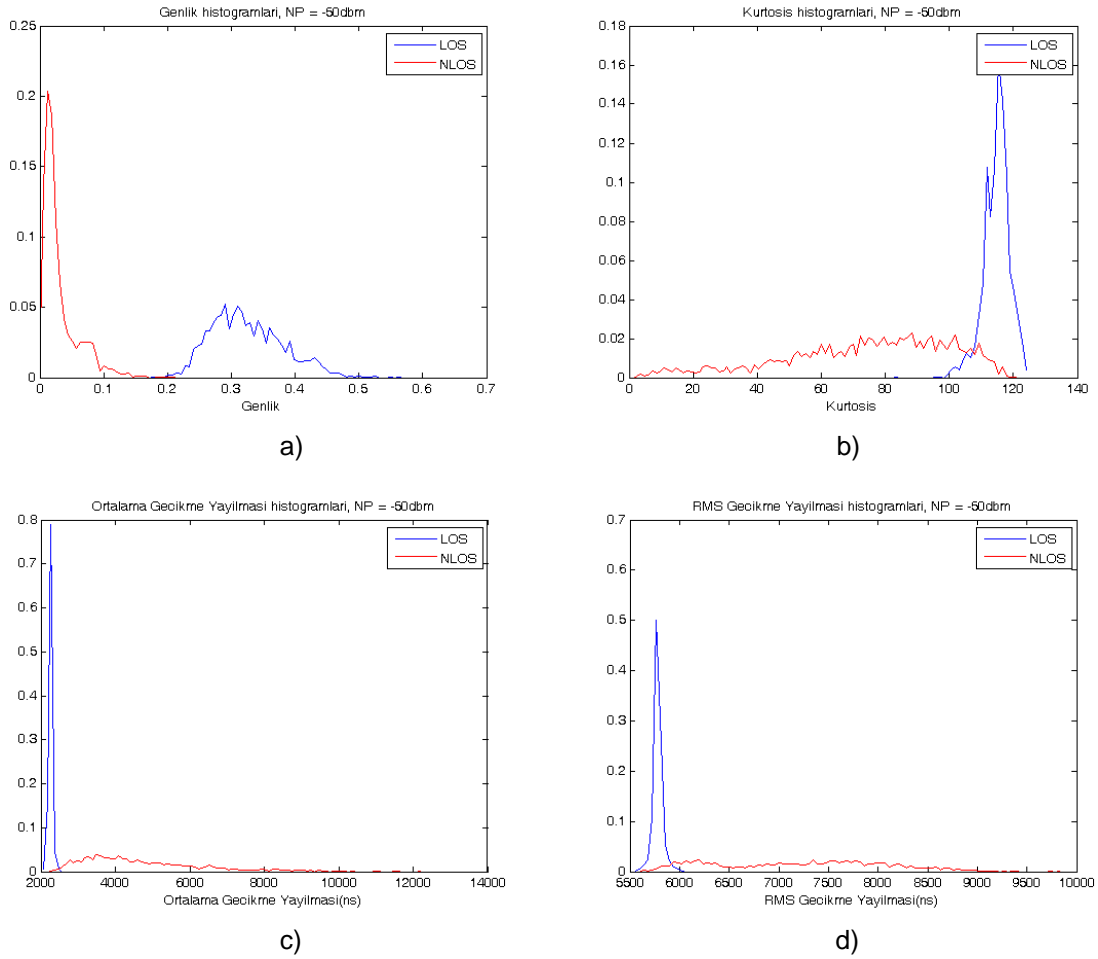 Genlik histogramlari, NP = -50dbm
0.25
0.2
0.15
0.1
0.05
0
0 0.1 0.2 0.3 0.4 0.5 0.6 0.7
Genlik
LOS
NLOS
a)
Kurtosis histogramlari, NP = -50dbm
0.18
0.16
0.14
0.12
0.1
0.08
0.06
0.04
0.02
0
0 20 40 60 80 100 120 140
Kurtosis
LOS
NLOS
b)
Ortalama Gecikme Yayilmasi histogramlari, NP = -50dbm
0.8
0.7
0.6
0.5
0.4
0.3
0.2
0.1
0
2000 4000 6000 8000 10000 12000 14000
Ortalama Gecikme Yayilmasi(ns)
LOS
NLOS
c)
RMS Gecikme Yayilmasi histogramlari, NP = -50dbm
0.7
0.6
0.5
0.4
0.3
0.2
0.1
0
5500 6000 6500 7000 7500 8000 8500 9000 9500 10000
RMS Gecikme Yayilmasi(ns)
LOS
NLOS
d)